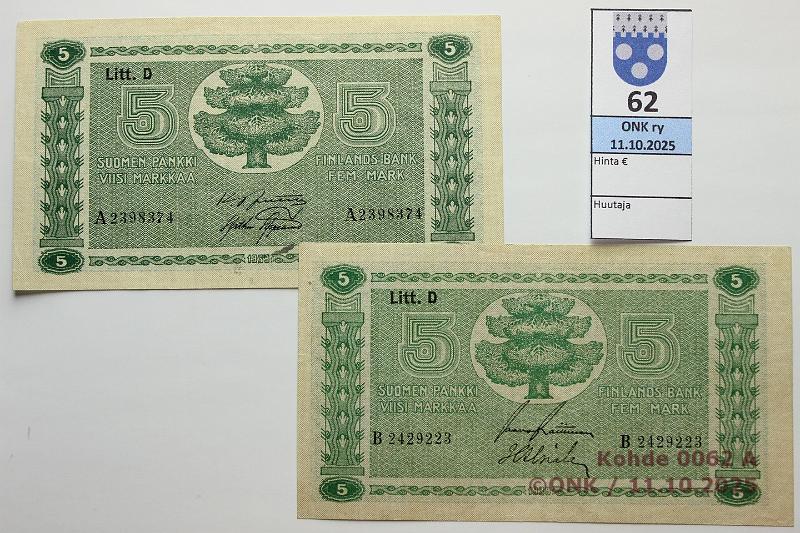 5 5
Litt. D
5 5
SUOMEN PANKKI FINLANDS BANK
VIISI MARKKAA FEM MARK
A2398374 A2398374
5
62
ONK ry
11.10.2025
Hinta €
Huutaja
5 5
Litt. D
5 5
SUOMEN PANKKI FINLANDS BANK
VIISI MARKKAA FEM MARK
B 2429223 B 2429223
5 5
Kohde 0062 A
©ONK / 11.10.2025